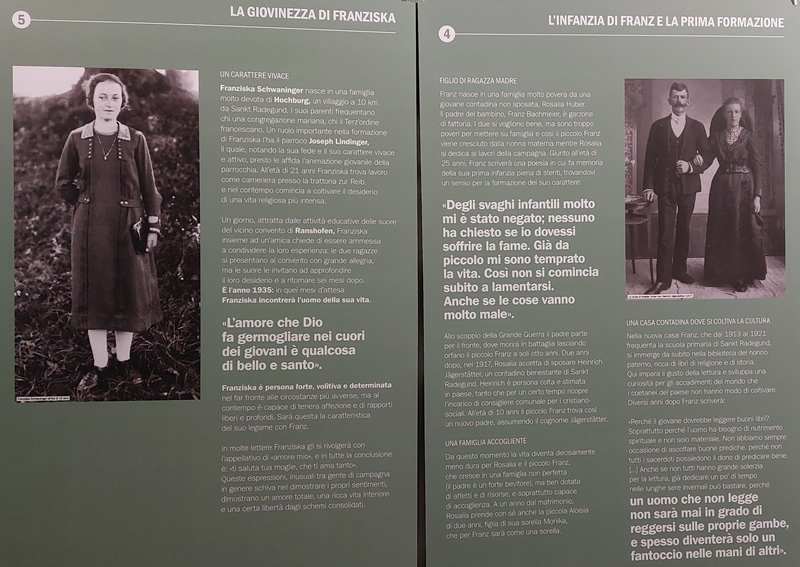 5
LA GIOVINEZZA DI FRANZISKA
UN CARATTERE VIVACE
Franziska Schwaninger nasce in una famiglia
molto devota di Hochburg, un villaggio a 10 km
da Sankt Radegund. I suoi parenti frequentano
chi una congregazione mariana, chi il Terz'ordine
francescano. Un ruolo importante nella formazione
di Franziska l'ha il parroco Joseph Lindinger,
il quale, notando la sua fede e il suo carattere vivace
e attivo, presto le affida l'animazione giovanile della
parrocchia. All'età di 21 anni Franziska trova lavoro
come cameriera presso la trattoria zur Reib,
e nel contempo comincia a coltivare il desiderio
di una vita religiosa più intensa.
Un giorno, attratta dalle attività educative delle suore
del vicino convento di Ranshofen, Franziska
insieme ad un'amica chiede di essere ammessa
a condividere la loro esperienza: le due ragazze
si presentano al convento con grande allegria,
ma le suore le invitano ad approfondire
il loro desiderio e a ritornare sei mesi dopo.
È l'anno 1935: in quei mesi d'attesa
Franziska incontrerà l'uomo della sua vita.
«L'amore che Dio
fa germogliare nei cuori
dei giovani è qualcosa
di bello e santo».
Franziska è persona forte, volitiva e determinata
nel far fronte alle circostanze più avverse, ma al
contempo è capace di tenera affezione e di rapporti
liberi e profondi. Sarà questa la caratteristica
del suo legame con Franz.
In molte lettere Franziska gli si rivolgerà con
l'appellativo di «amore mio», e in tutte la conclusione
è: «ti saluta tua moglie, che ti ama tanto».
Queste espressioni, inusuali tra gente di campagna
in genere schiva nel dimostrare i propri sentimenti,
dimostrano un amore totale, una ricca vita interiore
e una certa libertà dagli schemi consolidati.
4
L'INFANZIA DI FRANZ E LA PRIMA FORMAZIONE
FIGLIO DI RAGAZZA MADRE
Franz nasce in una famiglia molto povera da una
giovane contadina non sposata, Rosalia Huber.
Il padre del bambino, Franz Bachmeier, è garzone
di fattoria. I due si vogliono bene, ma sono troppo
poveri per mettere su famiglia e così il piccolo Franz
viene cresciuto dalla nonna materna mentre Rosalia
si dedica ai lavori della campagna. Giunto all'età di
25 anni, Franz scriverà una poesia in cui fa memoria
della sua prima infanzia piena di stenti, trovandovi
un senso per la formazione del suo carattere:
«Degli svaghi infantili molto
mi è stato negato; nessuno
ha chiesto se io dovessi
soffrire la fame. Già da
piccolo mi sono temprato
la vita. Così non si comincia
subito a lamentarsi.
Anche se le cose vanno
molto male».
Allo scoppio della Grande Guerra il padre parte
per il fronte, dove morirà in battaglia lasciando
orfano il piccolo Franz a soli otto anni. Due anni
dopo, nel 1917, Rosalia accetta di sposare Heinrich
Jägerstätter, un contadino benestante di Sankt
Radegund. Heinrich è persona colta e stimata
in paese, tanto che per un certo tempo ricopre
l'incarico di consigliere comunale per i cristiano-
sociali. All'età di 10 anni il piccolo Franz trova così
un nuovo padre, assumendo il cognome Jägerstätter.
UNA FAMIGLIA ACCOGLIENTE
Da questo momento la vita diventa decisamente
meno dura per Rosalia e il piccolo Franz,
che cresce in una famiglia non perfetta
(il padre è un forte bevitore), ma ben dotata
di affetti e di risorse, e soprattutto capace
di accoglienza. A un anno dal matrimonio,
Rosalia prende con sé anche la piccola Aloisia
di due anni, figlia di sua sorella Monika,
che per Franz sarà come una sorella.
UNA CASA CONTADINA DOVE SI COLTIVA LA CULTURA
Nella nuova casa Franz, che dal 1913 al 1921
frequenta la scuola primaria di Sankt Radegund,
si immerge da subito nella biblioteca del nonno
paterno, ricca di libri di religione e di storia.
Qui impara il gusto della lettura e sviluppa una
curiosità per gli accadimenti del mondo che
i coetanei del paese non hanno modo di coltivare.
Diversi anni dopo Franz scriverà:
«Perché il giovane dovrebbe leggere buoni libri?
Soprattutto perché l'uomo ha bisogno di nutrimento
spirituale e non solo materiale. Non abbiamo sempre
occasione di ascoltare buone prediche, perché non
tutti i sacerdoti possiedono il dono di predicare bene.
[...] Anche se non tutti hanno grande solerzia
per la lettura, già dedicare un po' di tempo
nelle lunghe sere invernali può bastare, perché
un uomo che non legge
non sarà mai in grado di
reggersi sulle proprie gambe,
e spesso diventerà solo un
fantoccio nelle mani di altri».